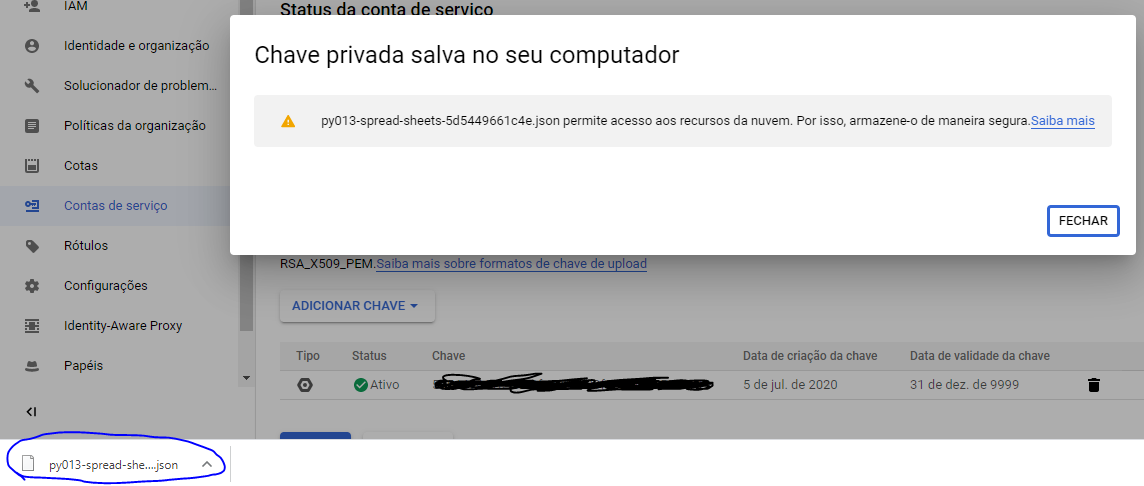 IAM
Identidade e organização
Solucionador de problem...
Políticas da organização
Cotas
Contas de serviço
Rótulos
Configurações
Identity-Aware Proxy
Papéis
Status da conta de serviço
Chave privada salva no seu computador
py013-spread-sheets-5d5449661c4e.json permite acesso aos recursos da nuvem. Por isso, armazene-o de maneira segura.Saiba mais
FECHAR
RSA_X509_PEM.Saiba mais sobre formatos de chave de upload
ADICIONAR CHAVE
Tipo Status Chave Data de criação da chave Data de validade da chave
Ativo 5 de jul. de 2020 31 de dez. de 9999
py013-spread-she....json